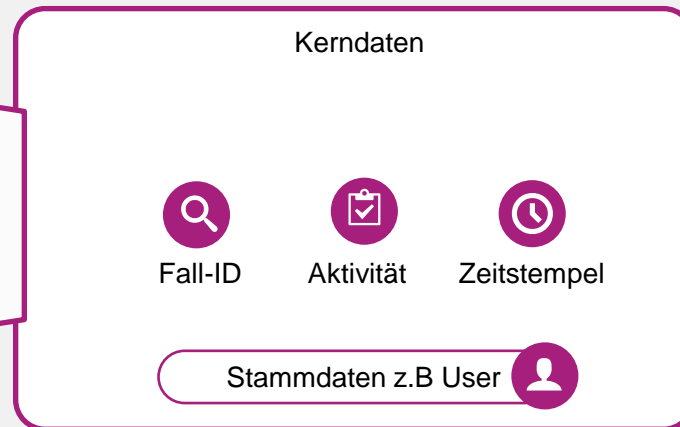 Kerndaten
Fall-ID Aktivität Zeitstempel
Stammdaten z.B User